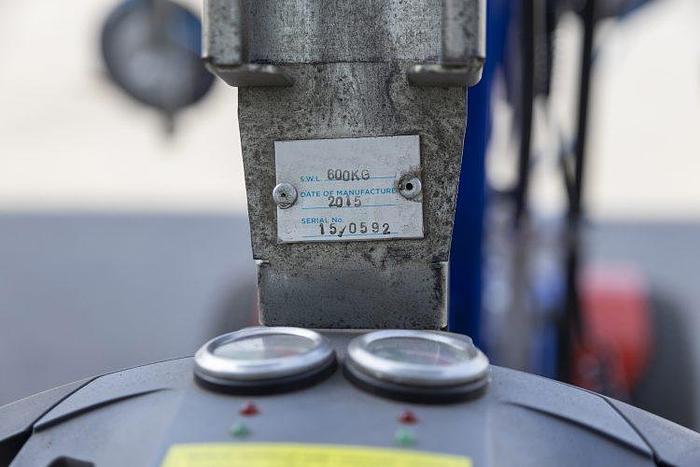 S.W.L. 600KG
DATE OF MANUFACTURE
2015
SERIAL No.
15/0592